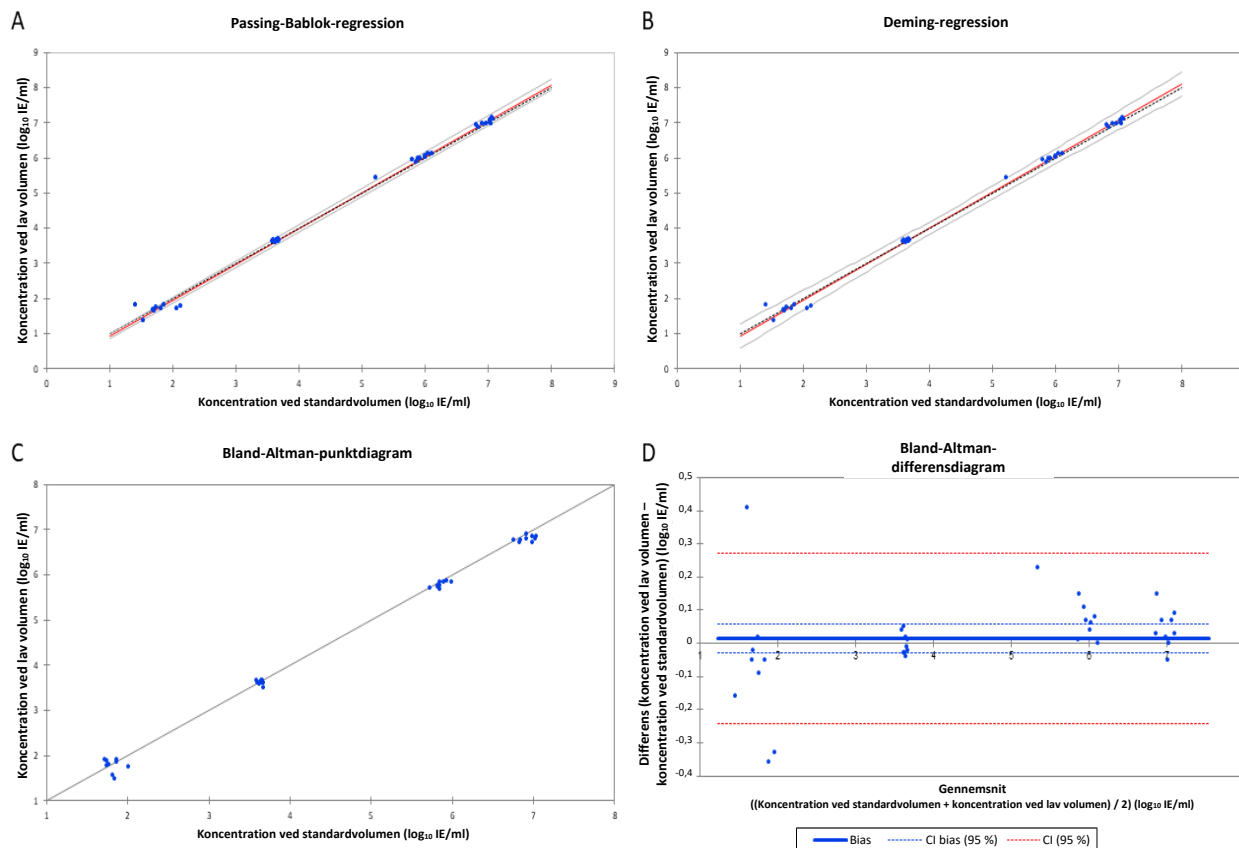 A
Passing-Bablok-regression
Koncentration ved lav volumen (log₁₀ IE/ml)
9
8
7
6
5
4
3
2
1
0
0 1 2 3 4 5 6 7 8 9
Koncentration ved standardvolumen (log₁₀ IE/ml)
B
Deming-regression
Koncentration ved lav volumen (log₁₀ IE/ml)
9
8
7
6
5
4
3
2
1
0
0 1 2 3 4 5 6 7 8 9
Koncentration ved standardvolumen (log₁₀ IE/ml)
C
Bland-Altman-punktdiagram
Koncentration ved lav volumen (log₁₀ IE/ml)
8
7
6
5
4
3
2
1
1 2 3 4 5 6 7 8
Koncentration ved standardvolumen (log₁₀ IE/ml)
D
Bland-Altman-
differensdiagram
Differens (koncentration ved lav volumen –
koncentration ved standardvolumen) (log₁₀ IE/ml)
0,5
0,4
0,3
0,2
0,1
0
-0,1
-0,2
-0,3
-0,4
1 2 3 4 5 6 7
Gennemsnit
((Koncentration ved standardvolumen + koncentration ved lav volumen) / 2) (log₁₀ IE/ml)
Bias CI bias (95 %) CI (95 %)